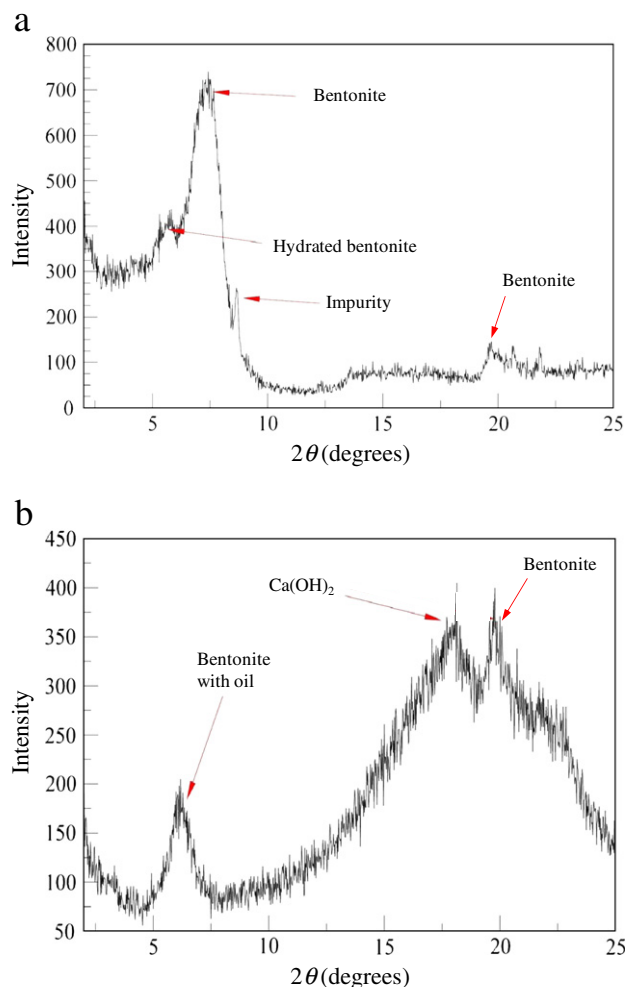 a
800
700
Bentonite
600
500
Intensity
400
Hydrated bentonite
300
Impurity
Bentonite
200
100
0
5
10
15
20
25
2θ (degrees)
b
450
400
Ca(OH)2
Bentonite
350
Bentonite
with oil
300
250
Intensity
200
150
100
50
5
10
15
20
25
2θ (degrees)